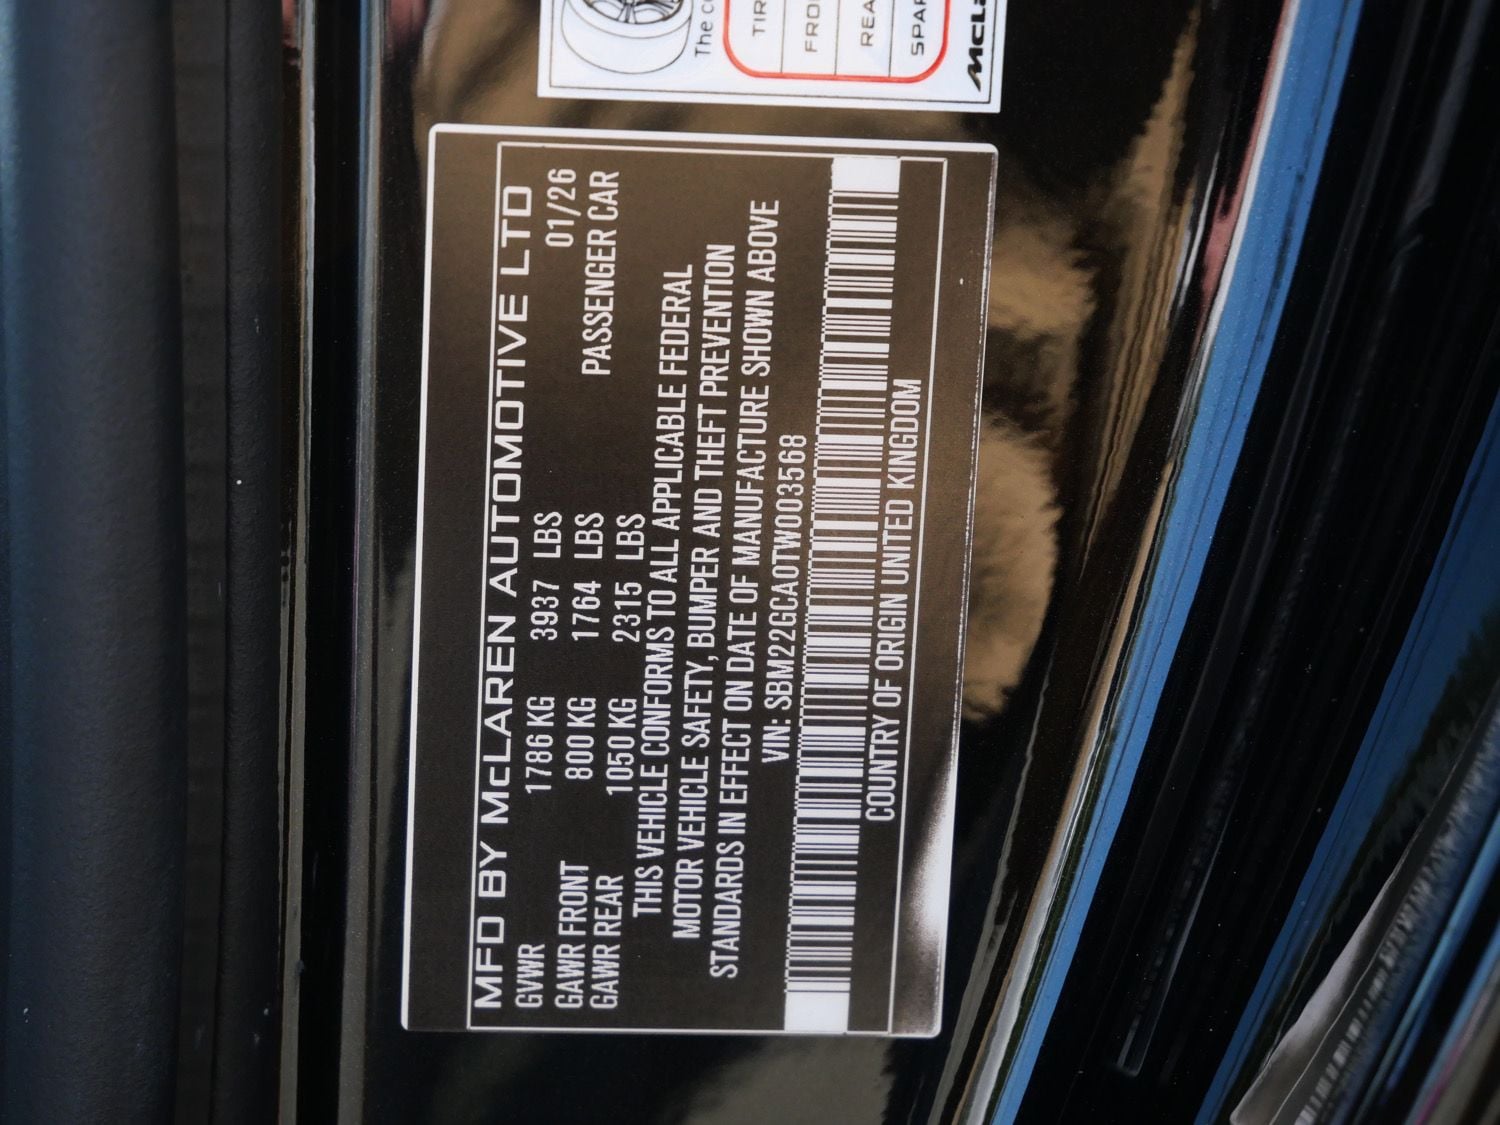 MFD BY McLAREN AUTOMOTIVE LTD
GVWR 1786 KG 3937 LBS 01/26
GAWR FRONT 800 KG 1764 LBS PASSENGER CAR
GAWR REAR 1050 KG 2315 LBS
THIS VEHICLE CONFORMS TO ALL APPLICABLE FEDERAL
MOTOR VEHICLE SAFETY, BUMPER AND THEFT PREVENTION
STANDARDS IN EFFECT ON DATE OF MANUFACTURE SHOWN ABOVE
VIN: SBM22GCA0TW003568
COUNTRY OF ORIGIN UNITED KINGDOM
The